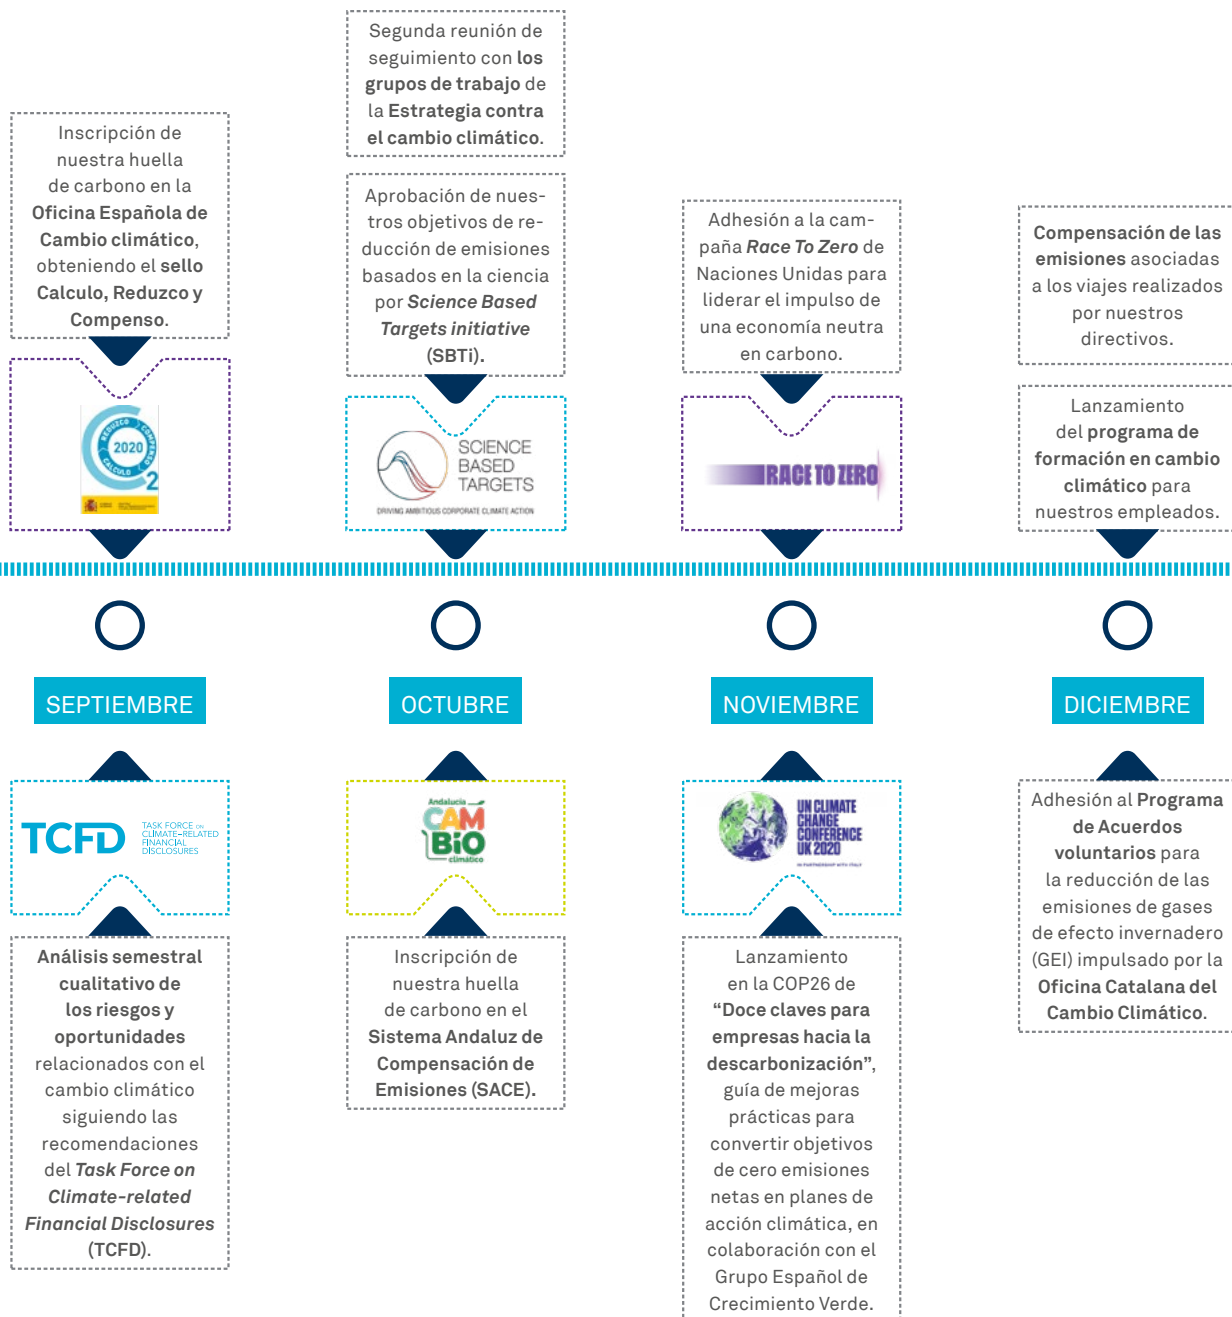 Inscripción de
nuestra huella
de carbono en la
Oficina Española de
Cambio climático,
obteniendo el sello
Calculo, Reduzco y
Compenso.
REDUZCO
COMPENSO
CALCULO
2020
2
Segunda reunión de
seguimiento con los
grupos de trabajo de
la Estrategia contra
el cambio climático.
Aprobación de nues-
tros objetivos de re-
ducción de emisiones
basados en la ciencia
por Science Based
Targets initiative
(SBTi).
SCIENCE
BASED
TARGETS
DRIVING AMBITIOUS CORPORATE CLIMATE ACTION
Adhesión a la cam-
paña Race To Zero de
Naciones Unidas para
liderar el impulso de
una economía neutra
en carbono.
RACE TO ZERO
Compensación de las
emisiones asociadas
a los viajes realizados
por nuestros
directivos.
Lanzamiento
del programa de
formación en cambio
climático para
nuestros empleados.
SEPTIEMBRE
OCTUBRE
NOVIEMBRE
DICIEMBRE
TCFD
TASK FORCE ON
CLIMATE-RELATED
FINANCIAL
DISCLOSURES
Análisis semestral
cualitativo de
los riesgos y
oportunidades
relacionados con el
cambio climático
siguiendo las
recomendaciones
del Task Force on
Climate-related
Financial Disclosures
(TCFD).
Andalucía
CAM
BiO
climático
Inscripción de
nuestra huella
de carbono en el
Sistema Andaluz de
Compensación de
Emisiones (SACE).
UN CLIMATE
CHANGE
CONFERENCE
UK 2020
IN PARTNERSHIP WITH ITALY
Lanzamiento
en la COP26 de
“Doce claves para
empresas hacia la
descarbonización”,
guía de mejoras
prácticas para
convertir objetivos
de cero emisiones
netas en planes de
acción climática, en
colaboración con el
Grupo Español de
Crecimiento Verde.
Adhesión al Programa
de Acuerdos
voluntarios para
la reducción de las
emisiones de gases
de efecto invernadero
(GEI) impulsado por la
Oficina Catalana del
Cambio Climático.